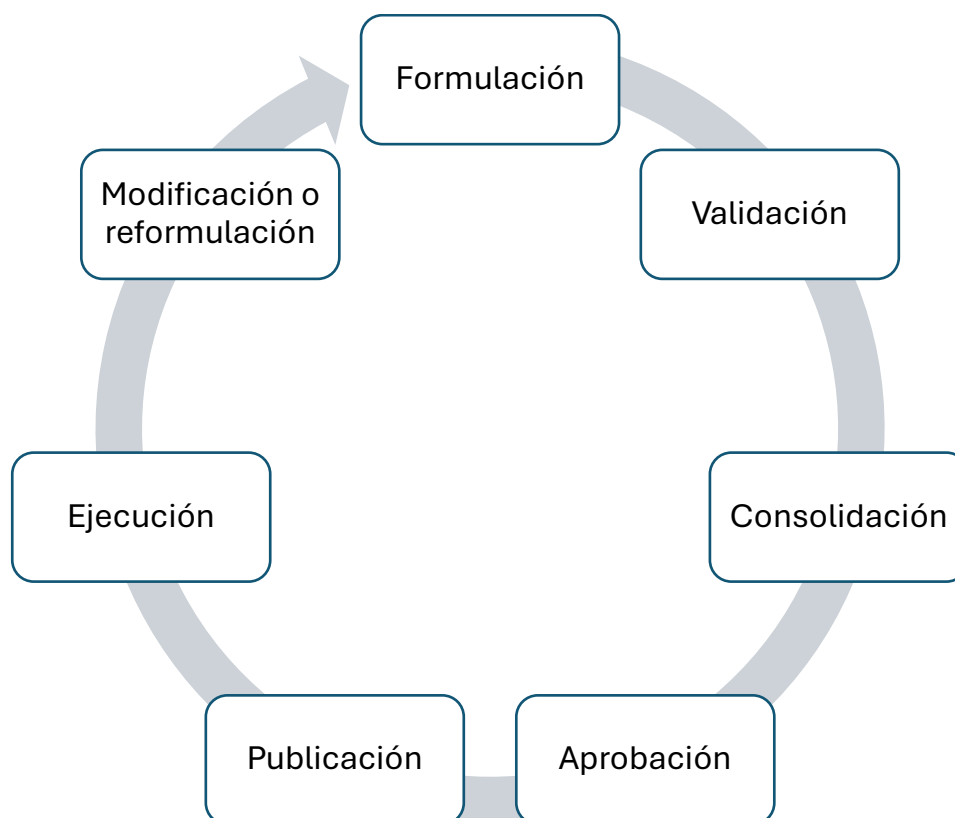 Formulación
Validación
Consolidación
Aprobación
Publicación
Ejecución
Modificación o
reformulación